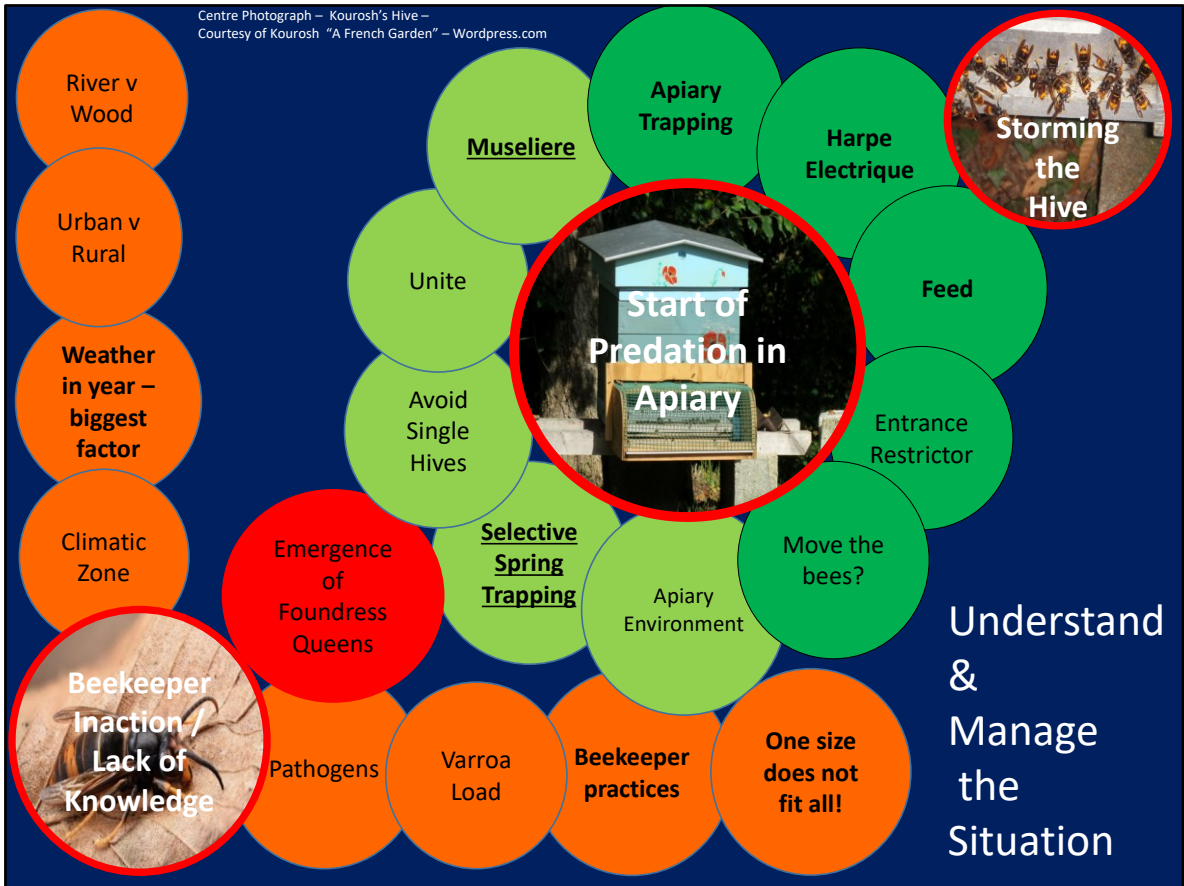 Centre Photograph – Kourosh's Hive –
Courtesy of Kourosh "A French Garden" – Wordpress.com
River v
Wood
Urban v
Rural
Weather
in year –
biggest
factor
Climatic
Zone
Beekeeper
Inaction /
Lack of
Knowledge
Pathogens
Varroa
Load
Beekeeper
practices
One size
does not
fit all!
Emergence
of
Foundress
Queens
Selective
Spring
Trapping
Avoid
Single
Hives
Unite
Museliere
Apiary
Environment
Start of
Predation in
Apiary
Apiary
Trapping
Harpe
Electrique
Feed
Entrance
Restrictor
Move the
bees?
Storming
the
Hive
Understand
&
Manage
the
Situation